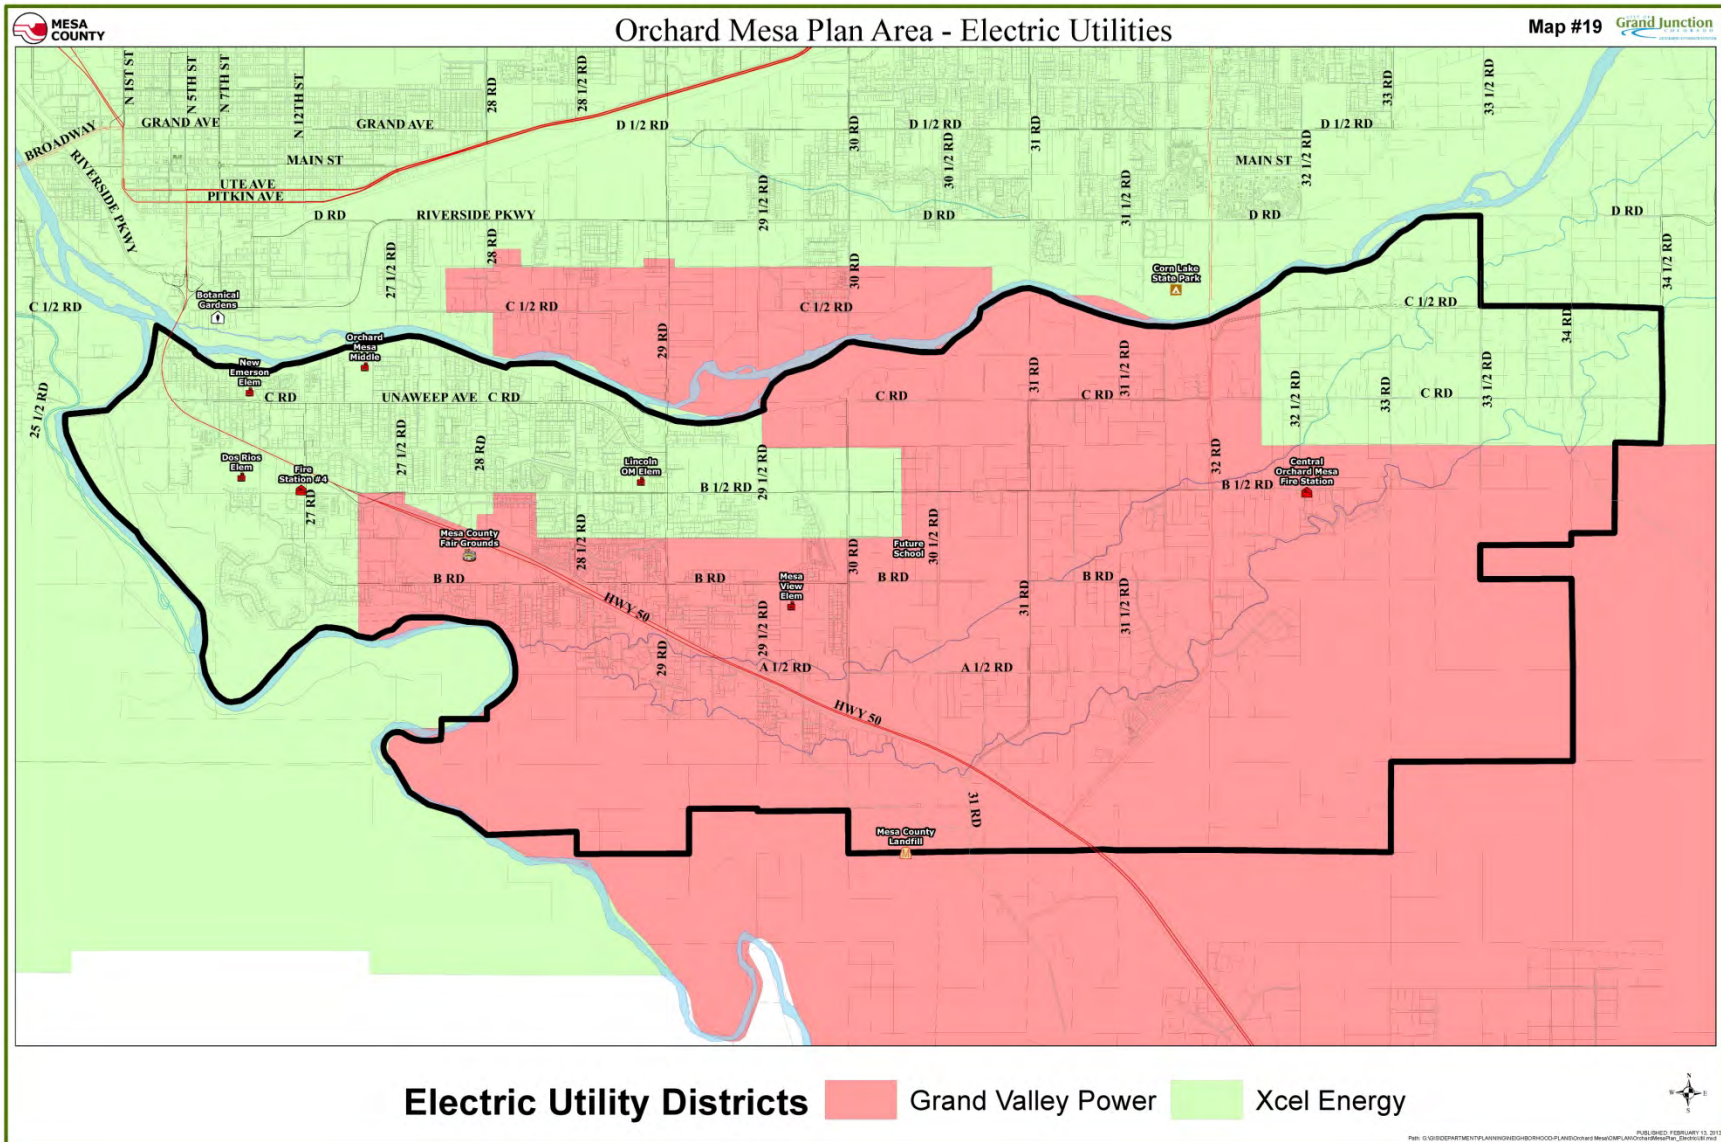 MESA
COUNTY
Orchard Mesa Plan Area - Electric Utilities
Map #19
Grand Junction
COLORADO
N 1ST ST
N 5TH ST
N 7TH ST
N 12TH ST
28 RD
28 1/2 RD
33 RD
33 1/2 RD
GRAND AVE
GRAND AVE
D 1/2 RD
30 RD
D 1/2 RD
31 RD
D 1/2 RD
BROADWAY
RIVERSIDE PKWY
MAIN ST
30 1/2 RD
MAIN ST
32 1/2 RD
UTE AVE
PITKIN AVE
29 1/2 RD
31 1/2 RD
D RD
RIVERSIDE PKWY
D RD
D RD
D RD
28 RD
27 1/2 RD
30 RD
34 1/2 RD
Corn Lake
State Park
Botanical
Gardens
C 1/2 RD
C 1/2 RD
C 1/2 RD
C 1/2 RD
34 RD
29 RD
Orchard
Mesa
Middle
New
Emerson
Elem
31 RD
31 1/2 RD
25 1/2 RD
C RD
UNAWEEP AVE
C RD
C RD
C RD
32 1/2 RD
33 RD
C RD
33 1/2 RD
27 1/2 RD
28 RD
29 1/2 RD
32 RD
Dos Rios
Elem
Fire
Station #4
27 RD
Lincoln
OM Elem
B 1/2 RD
B 1/2 RD
Central
Orchard Mesa
Fire Station
Mesa County
Fair Grounds
28 1/2 RD
30 RD
Future
School
30 1/2 RD
B RD
B RD
Mesa
View
Elem
B RD
31 RD
B RD
31 1/2 RD
HWY 50
29 RD
29 1/2 RD
A 1/2 RD
A 1/2 RD
HWY 50
31 RD
Mesa County
Landfill
Electric Utility Districts
Grand Valley Power
Xcel Energy
N
W
E
S
PUBLISHED: FEBRUARY 13, 2013